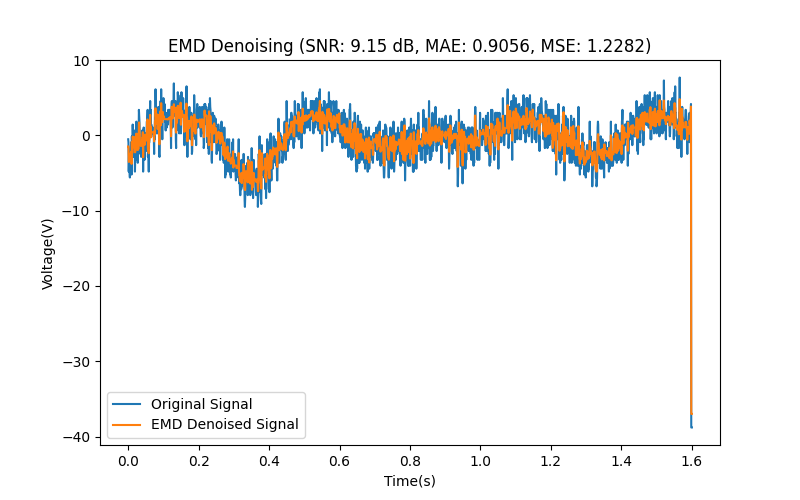 EMD Denoising (SNR: 9.15 dB, MAE: 0.9056, MSE: 1.2282)
10
0
−10
−20
−30
−40
Voltage(V)
Original Signal
EMD Denoised Signal
0.0 0.2 0.4 0.6 0.8 1.0 1.2 1.4 1.6
Time(s)